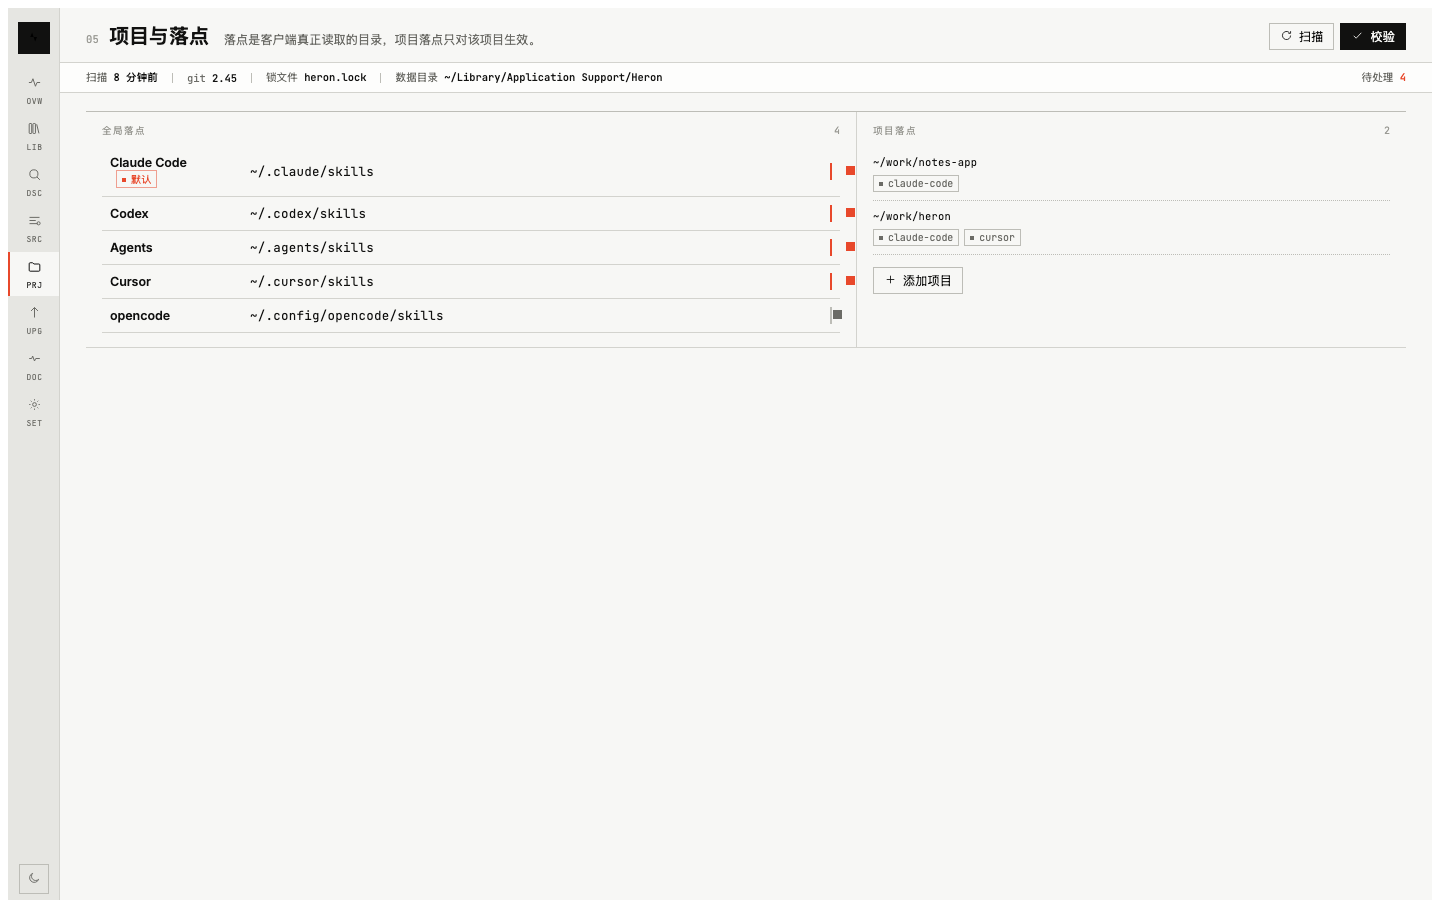 05 项目与落点 落点是客户端真正读取的目录，项目落点只对该项目生效。 扫描 校验
扫描 8 分钟前 git 2.45 锁文件 heron.lock 数据目录 ~/Library/Application Support/Heron 待处理 4
OVW
LIB
DSC
SRC
PRJ
UPG
DOC
SET
全局落点 4
Claude Code
默认
~/.claude/skills
Codex ~/.codex/skills
Agents ~/.agents/skills
Cursor ~/.cursor/skills
opencode ~/.config/opencode/skills
项目落点 2
~/work/notes-app
claude-code
~/work/heron
claude-code cursor
添加项目